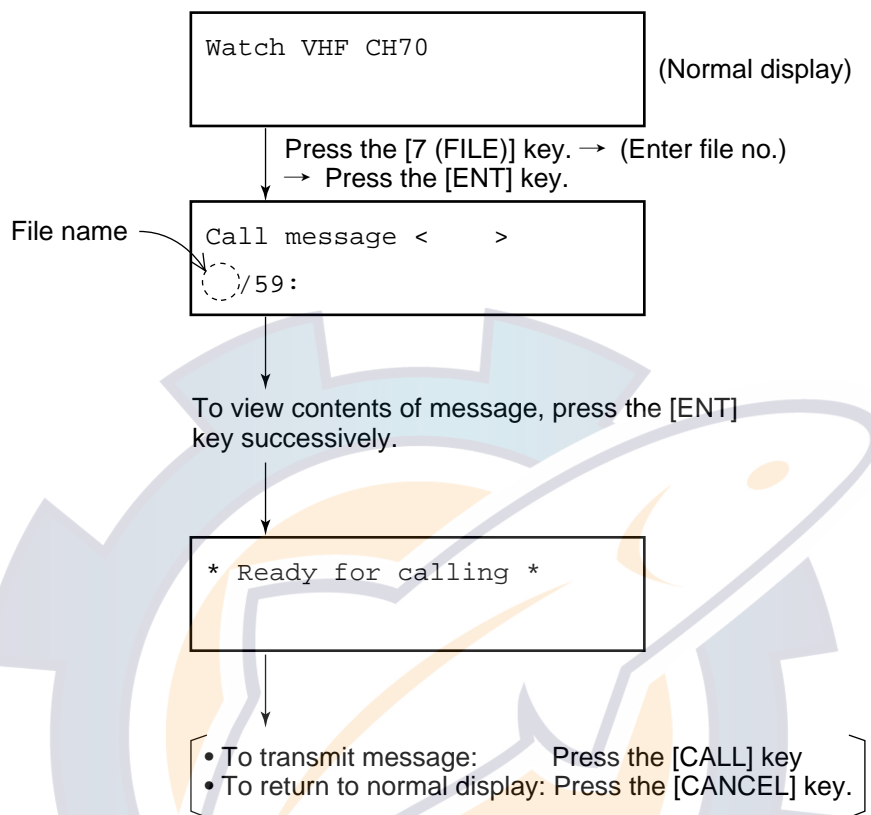 Watch VHF CH70
(Normal display)
Press the [7 (FILE)] key. → (Enter file no.)
→ Press the [ENT] key.
File name
Call message <    >
/59:
To view contents of message, press the [ENT]
key successively.
* Ready for calling *
• To transmit message: Press the [CALL] key
• To return to normal display: Press the [CANCEL] key.